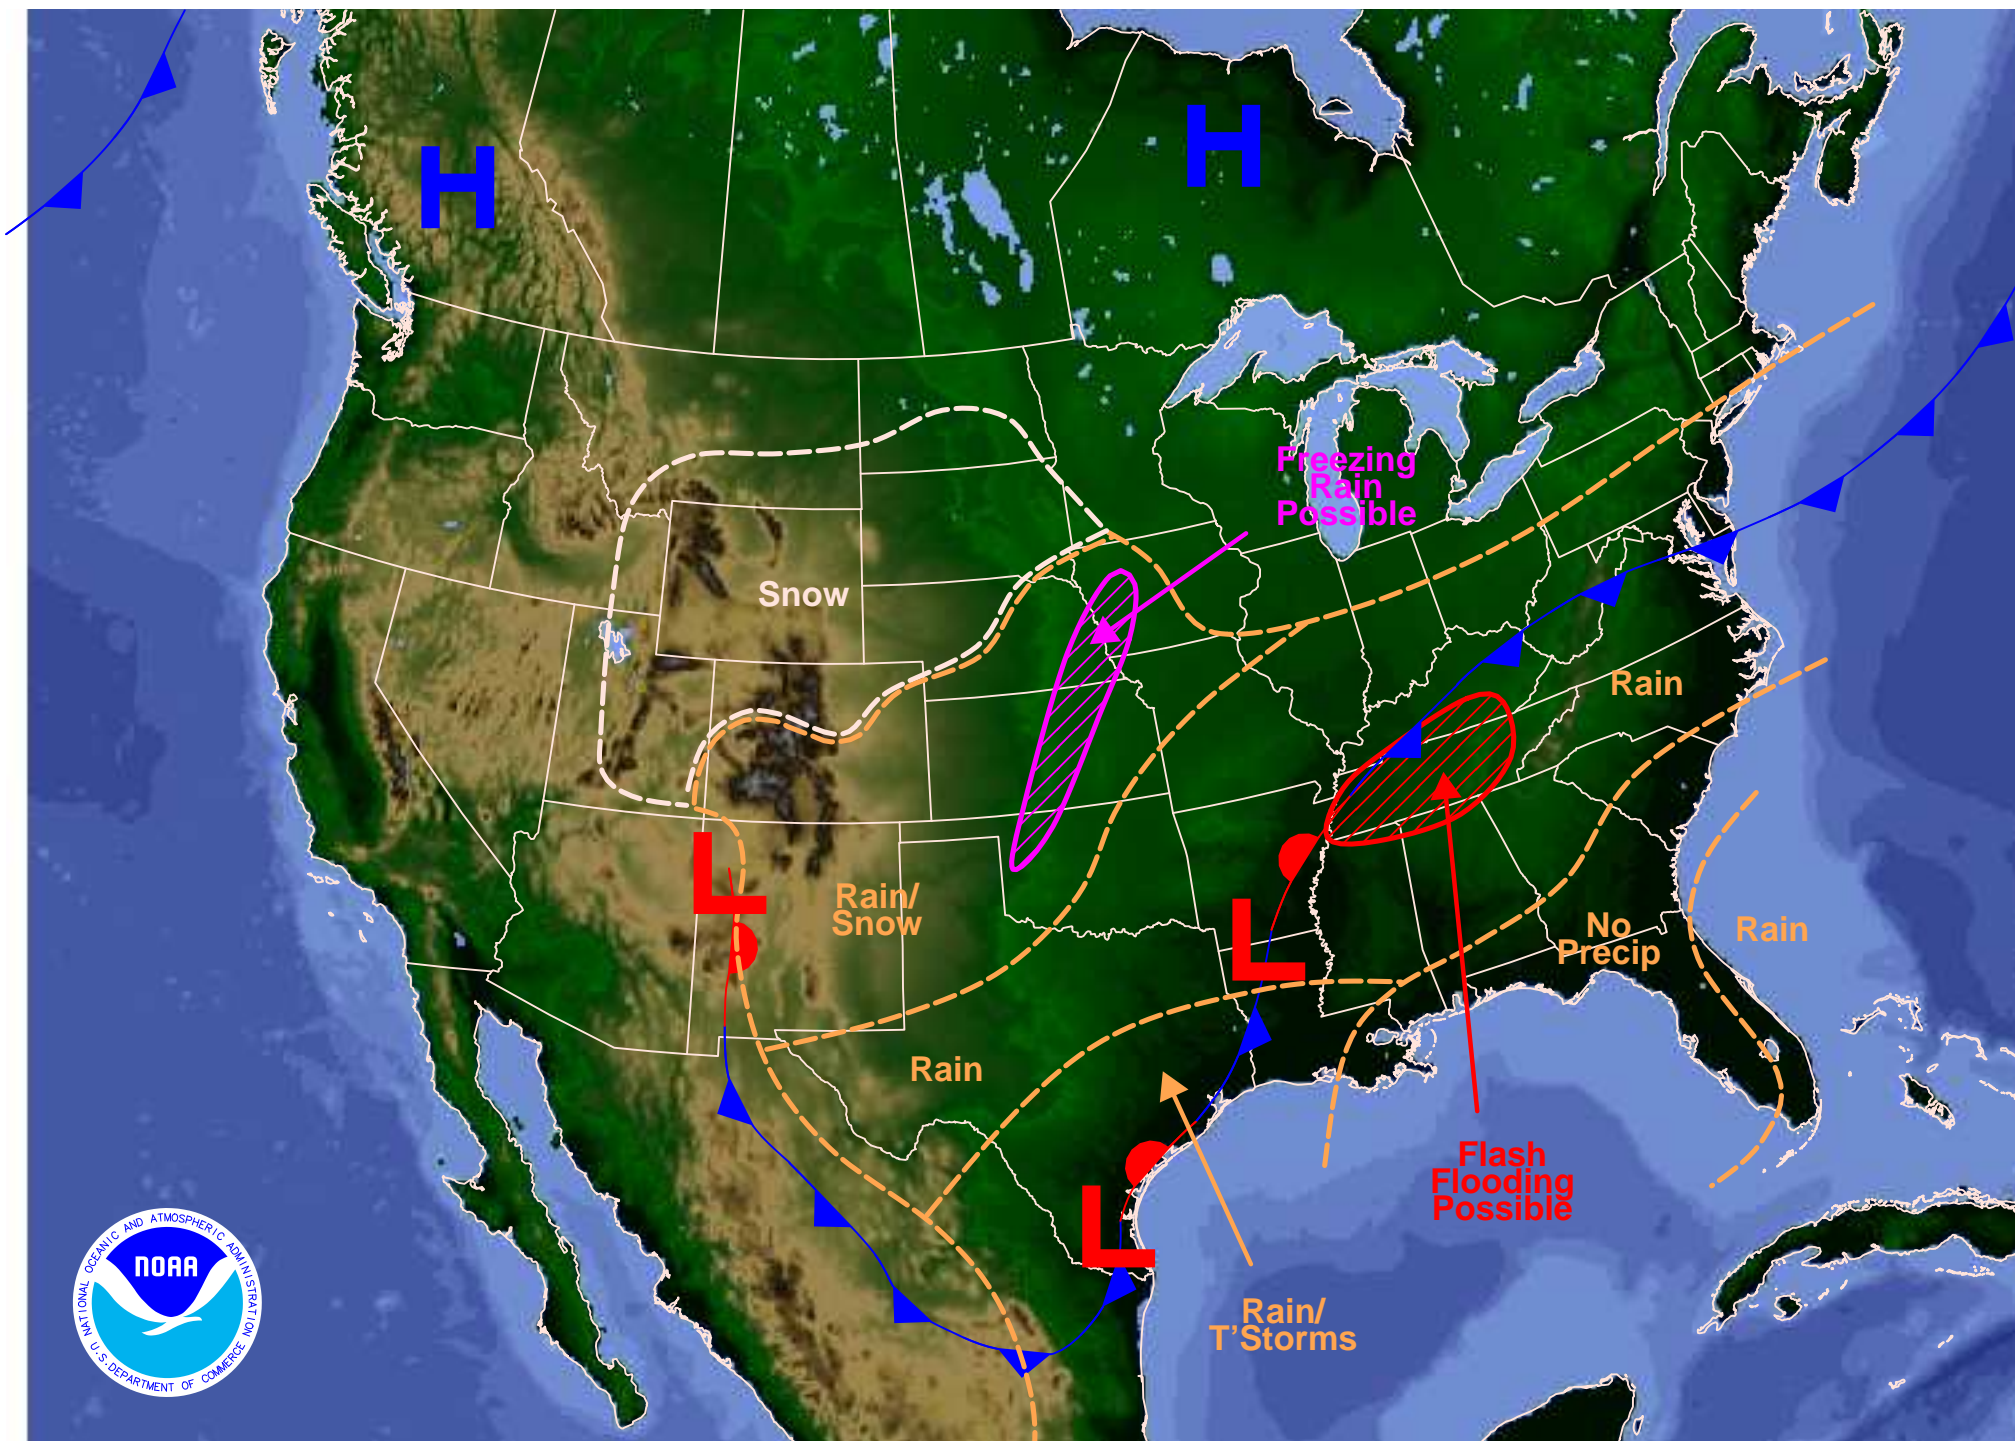 H
H
Freezing
Rain
Possible
Snow
Rain
L
Rain/
Snow
L
No
Precip
Rain
Rain
Flash
Flooding
Possible
L
Rain/
T'Storms
NATIONAL OCEANIC AND ATMOSPHERIC ADMINISTRATION
NOAA
U.S. DEPARTMENT OF COMMERCE